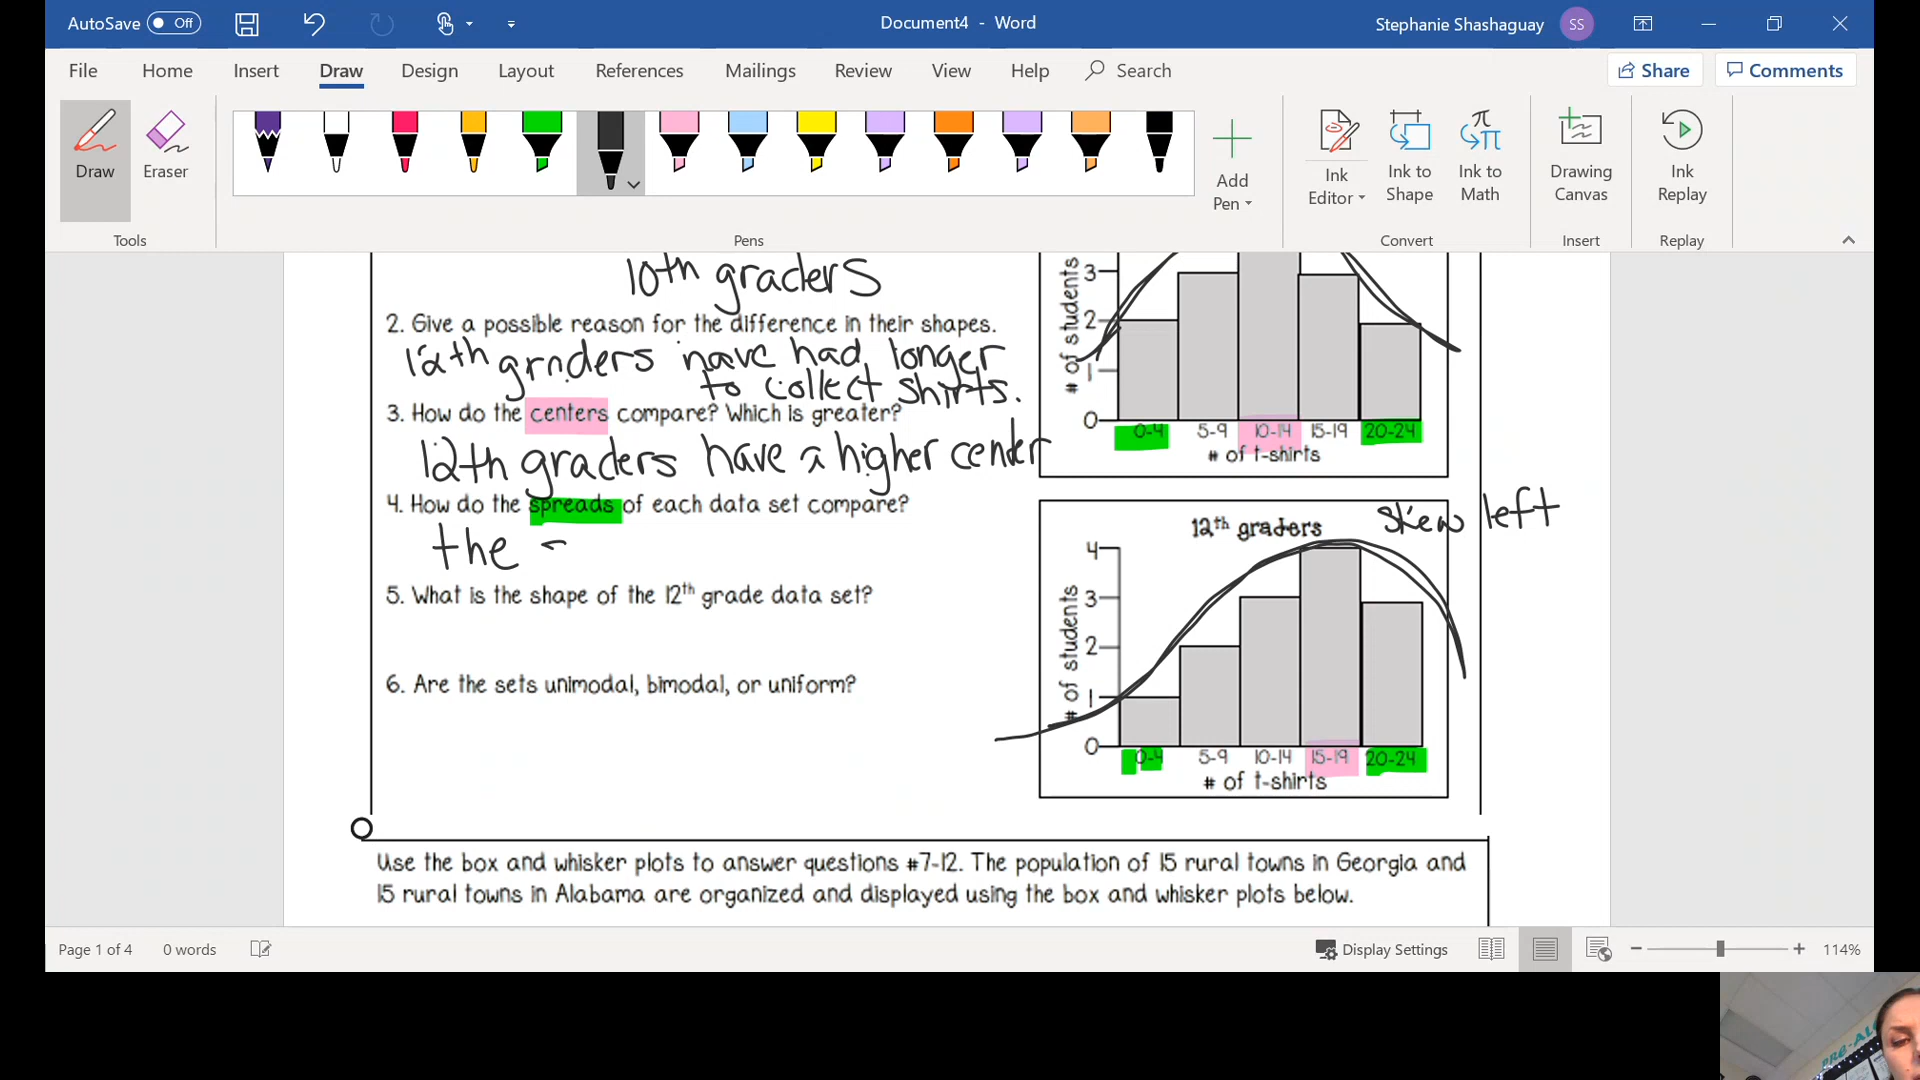 AutoSave Off
Document4 - Word
Stephanie Shashaguay SS
File Home Insert Draw Design Layout References Mailings Review View Help Search
Share Comments
Draw Eraser
Add Pen
Ink Editor
Ink to Shape
Ink to Math
Drawing Canvas
Ink Replay
Tools Pens Convert Insert Replay
10th graders
2. Give a possible reason for the difference in their shapes.
12th graders have had longer
to collect shirts.
3. How do the centers compare? Which is greater?
12th graders have a higher center
4. How do the spreads of each data set compare?
the
5. What is the shape of the 12th grade data set?
6. Are the sets unimodal, bimodal, or uniform?
# of students
3
2
1
0
0-4 5-9 10-14 15-19 20-24
# of t-shirts
12th graders
skew left
# of students
4
3
2
1
0
0-4 5-9 10-14 15-19 20-24
# of t-shirts
Use the box and whisker plots to answer questions #7-12. The population of 15 rural towns in Georgia and
15 rural towns in Alabama are organized and displayed using the box and whisker plots below.
Page 1 of 4 0 words
Display Settings
114%
PRE-AL